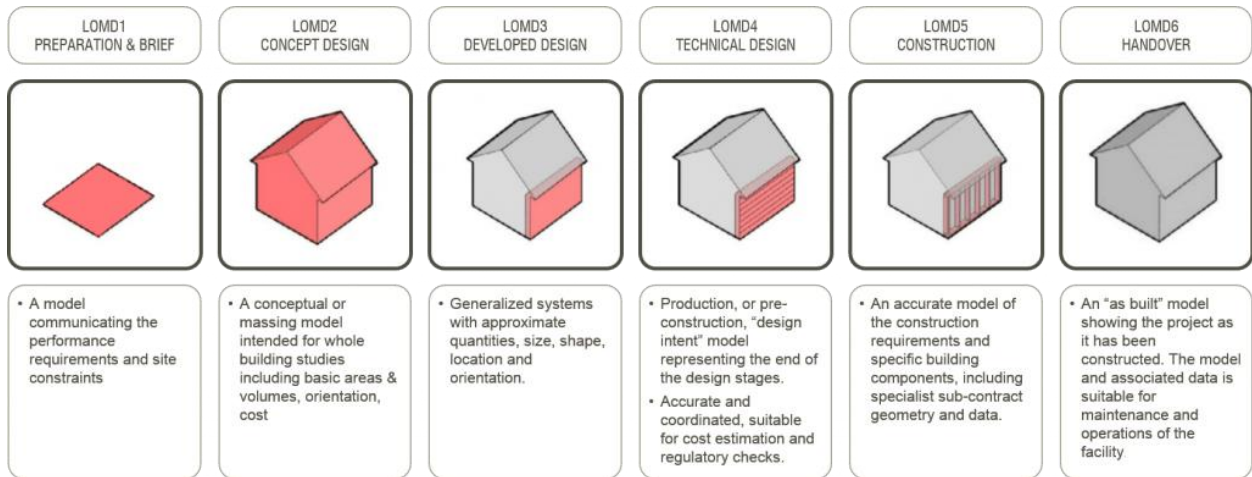 LOMD1
PREPARATION & BRIEF
LOMD2
CONCEPT DESIGN
LOMD3
DEVELOPED DESIGN
LOMD4
TECHNICAL DESIGN
LOMD5
CONSTRUCTION
LOMD6
HANDOVER
• A model
communicating the
performance
requirements and site
constraints
• A conceptual or
massing model
intended for whole
building studies
including basic areas &
volumes, orientation,
cost
• Generalized systems
with approximate
quantities, size, shape,
location and
orientation.
• Production, or pre-
construction, “design
intent” model
representing the end of
the design stages.
• Accurate and
coordinated, suitable
for cost estimation and
regulatory checks.
• An accurate model of
the construction
requirements and
specific building
components, including
specialist sub-contract
geometry and data.
• An “as built” model
showing the project as
it has been
constructed. The model
and associated data is
suitable for
maintenance and
operations of the
facility